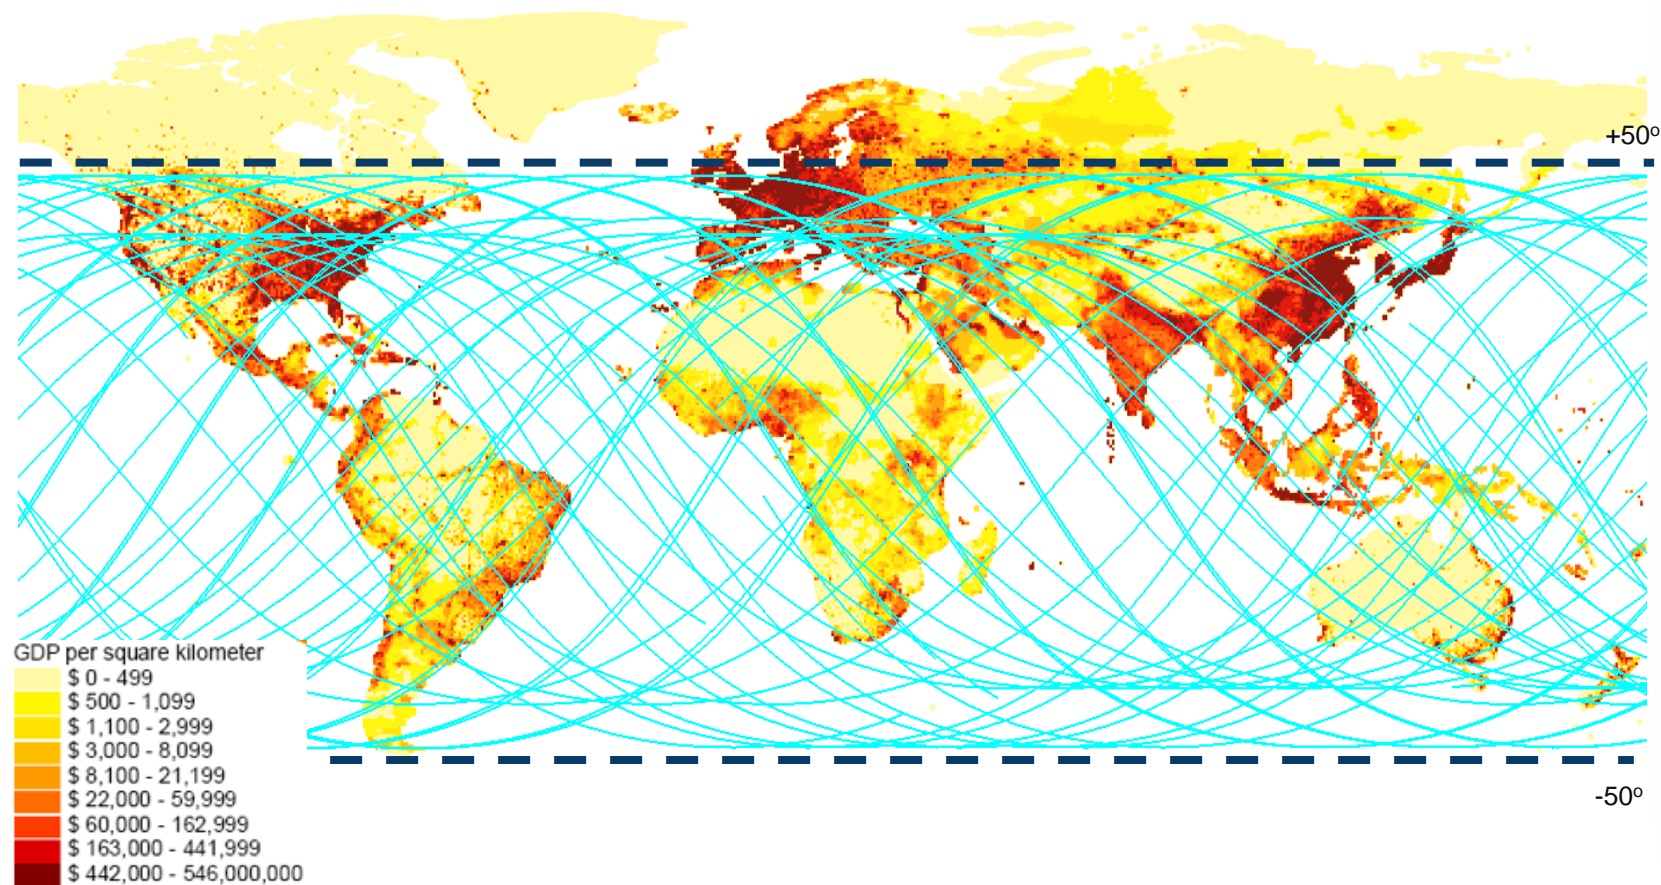 +50º
-50º
GDP per square kilometer
$ 0 - 499
$ 500 - 1,099
$ 1,100 - 2,999
$ 3,000 - 8,099
$ 8,100 - 21,199
$ 22,000 - 59,999
$ 60,000 - 162,999
$ 163,000 - 441,999
$ 442,000 - 546,000,000